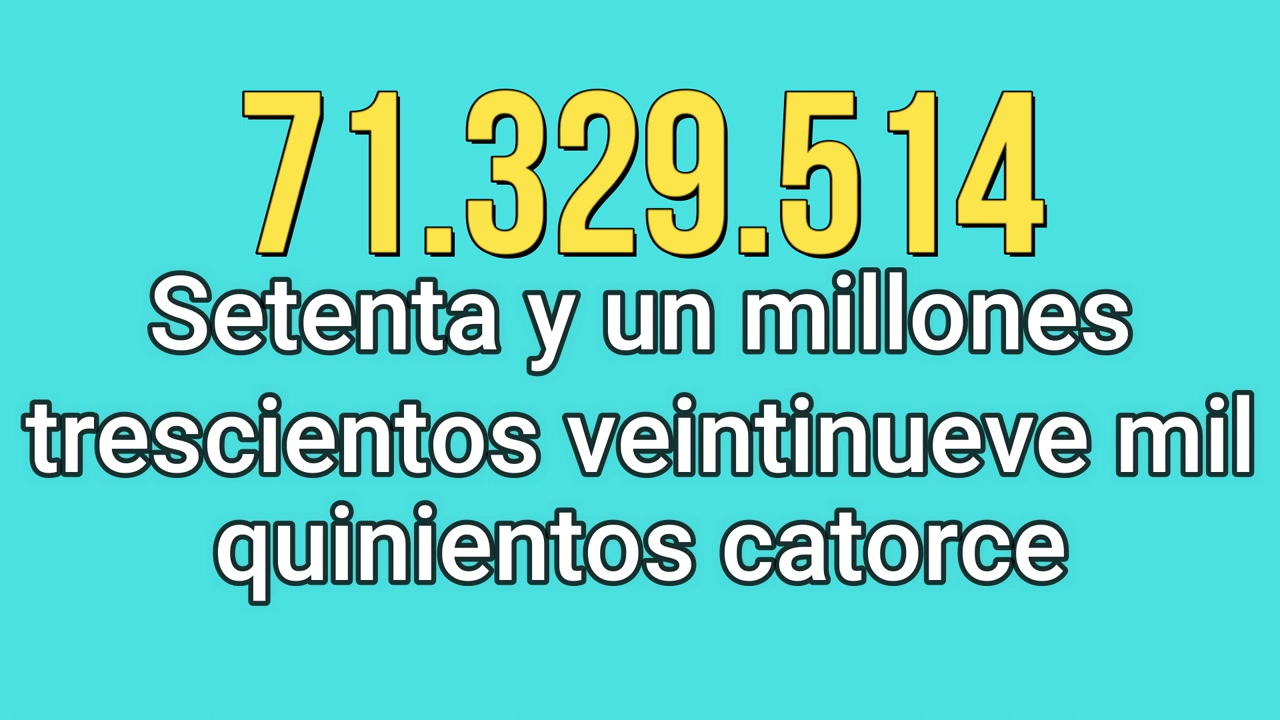 71.329.514
Setenta y un millones
trescientos veintinueve mil
quinientos catorce